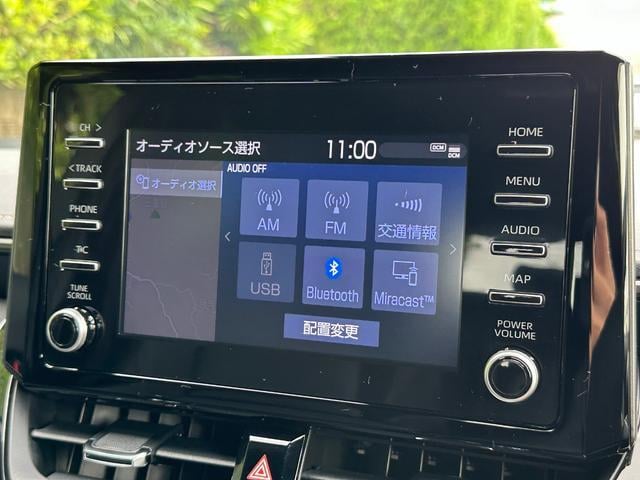 CH >
< TRACK
PHONE
T/C
TUNE
SCROLL
オーディオソース選択
11:00
DCM
DCM
オーディオ選択
AUDIO OFF
AM
FM
交通情報
USB
Bluetooth
Miracast™
配置変更
HOME
MENU
AUDIO
MAP
POWER
VOLUME